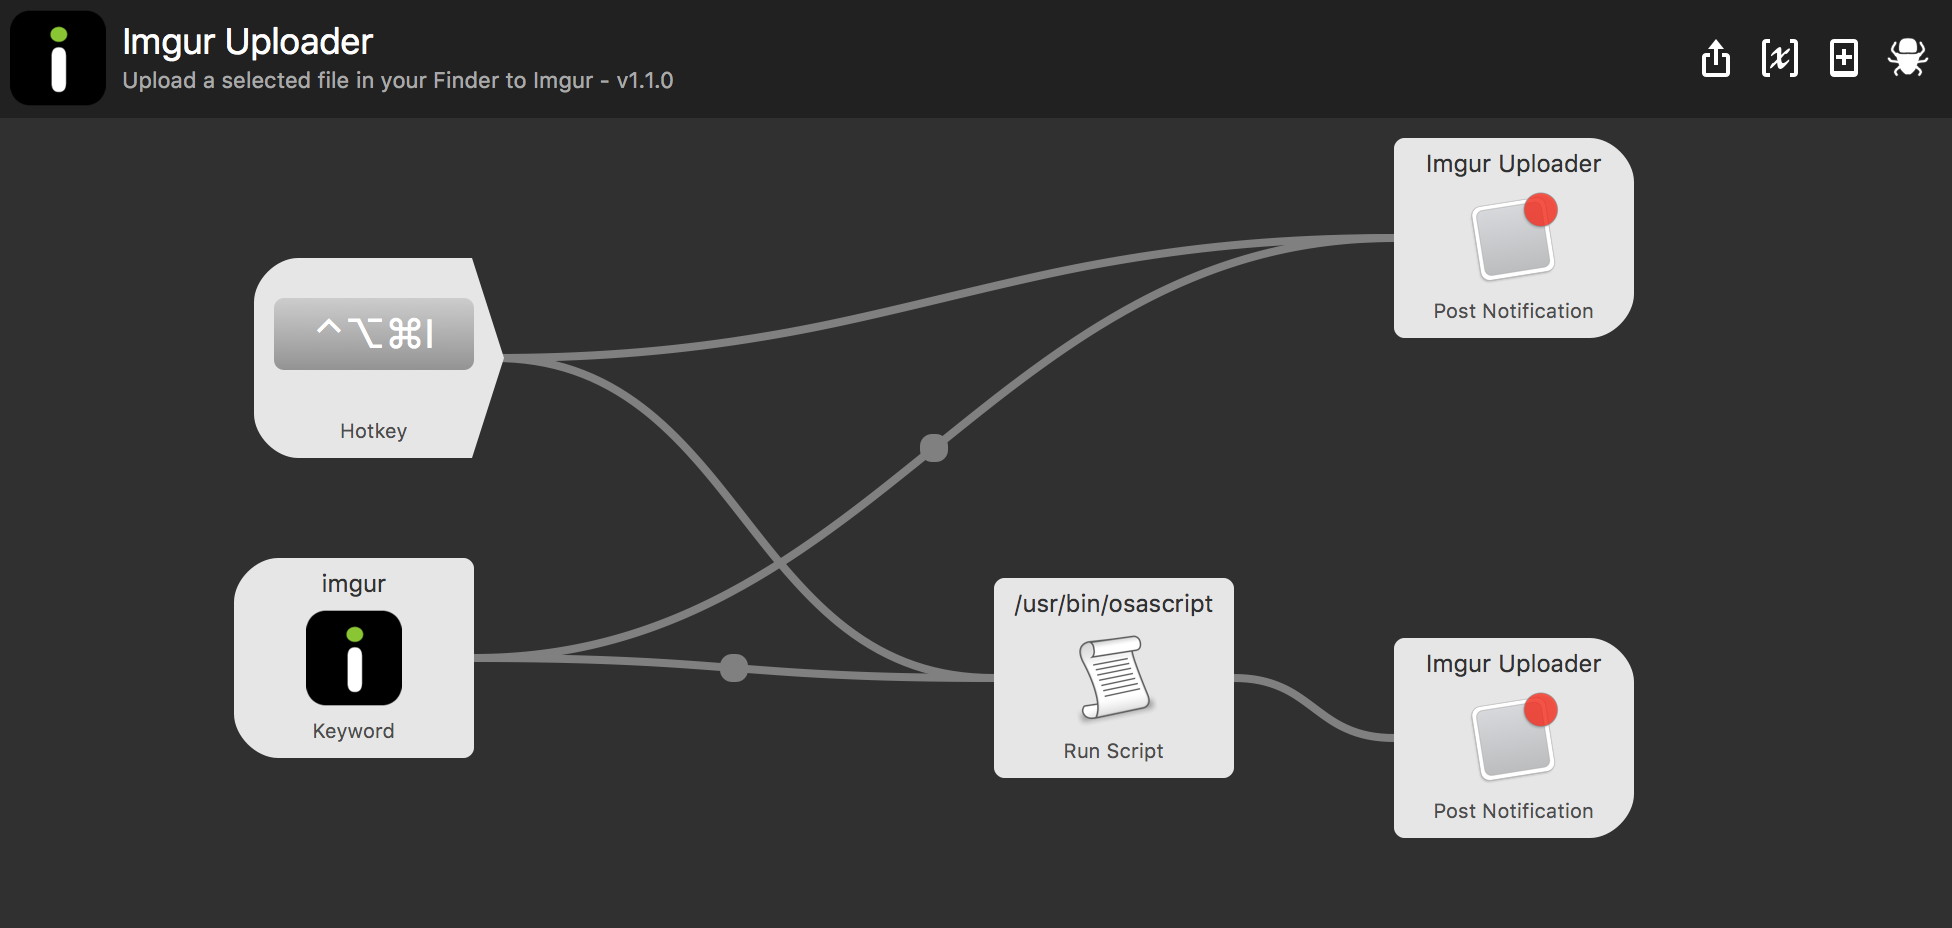 Imgur Uploader
Upload a selected file in your Finder to Imgur - v1.1.0
Imgur Uploader
Post Notification
^⌥⌘I
Hotkey
imgur
Keyword
/usr/bin/osascript
Run Script
Imgur Uploader
Post Notification